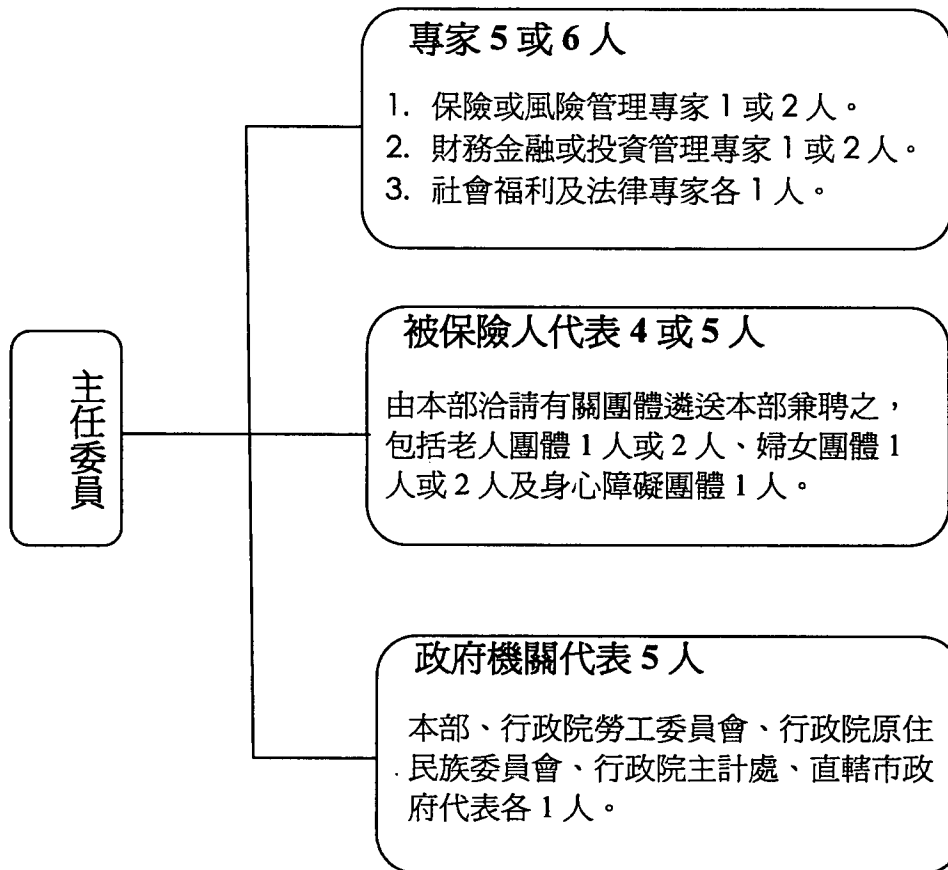 專家 5 或 6 人
1. 保險或風險管理專家 1 或 2 人。
2. 財務金融或投資管理專家 1 或 2 人。
3. 社會福利及法律專家各 1 人。
主任委員
被保險人代表 4 或 5 人
由本部洽請有關團體遴送本部兼聘之，
包括老人團體 1 人或 2 人、婦女團體 1
人或 2 人及身心障礙團體 1 人。
政府機關代表 5 人
本部、行政院勞工委員會、行政院原住
民族委員會、行政院主計處、直轄市政
府代表各 1 人。